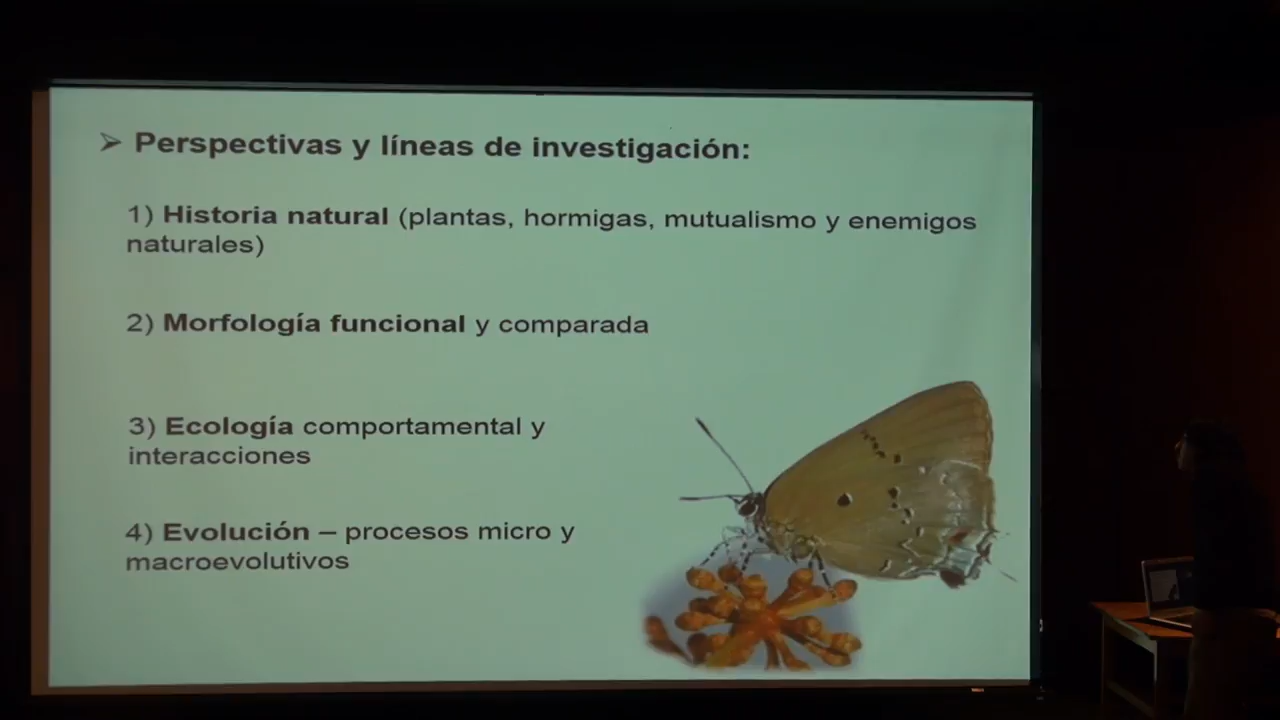 ➢ Perspectivas y líneas de investigación:
1) Historia natural (plantas, hormigas, mutualismo y enemigos
naturales)
2) Morfología funcional y comparada
3) Ecología comportamental y
interacciones
4) Evolución – procesos micro y
macroevolutivos